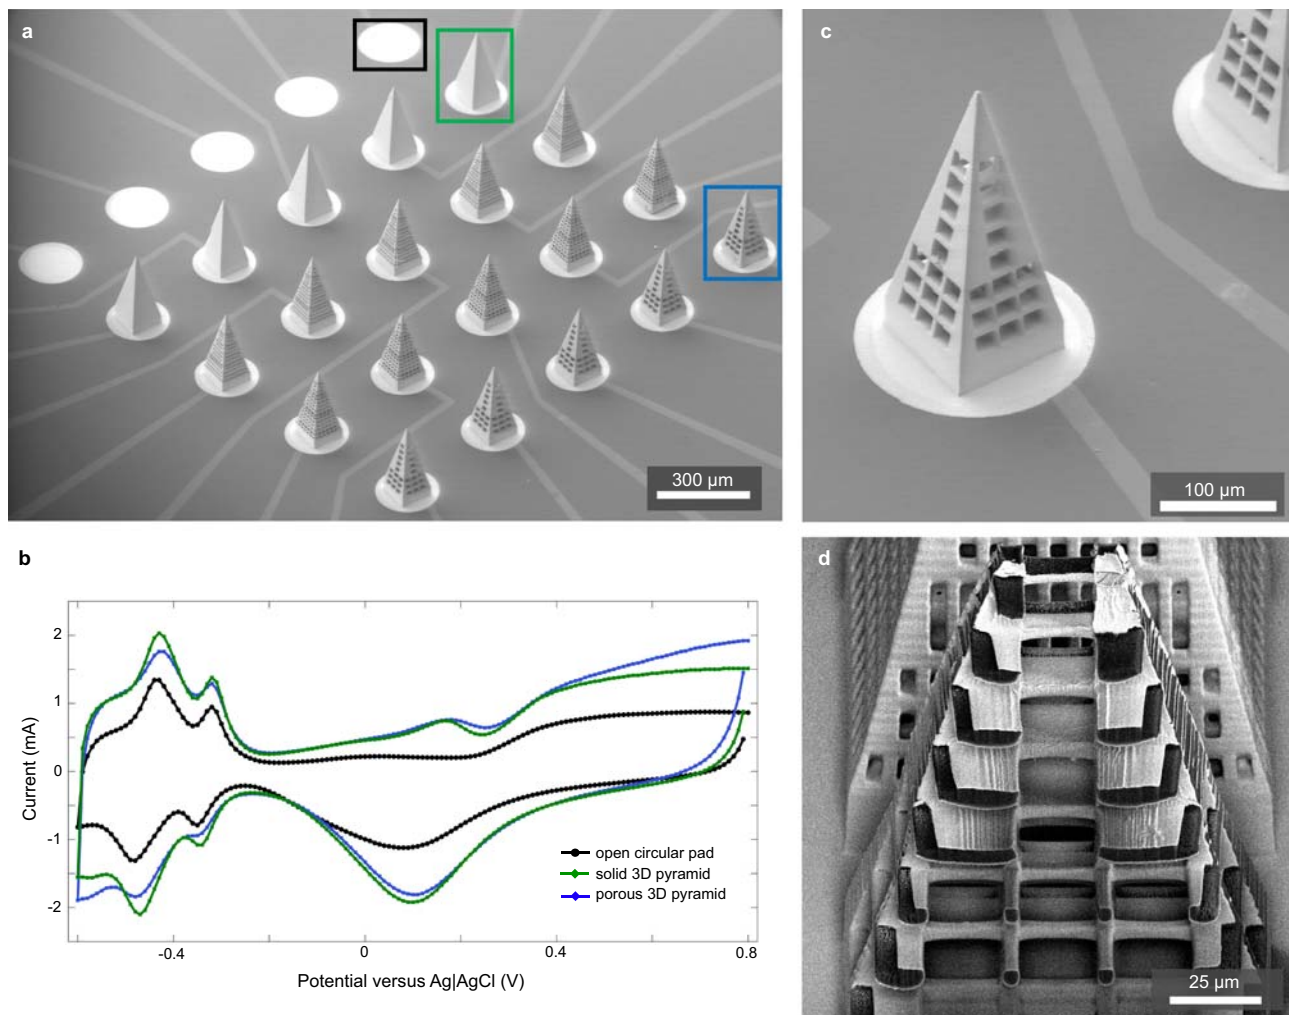 a
300 µm
c
100 µm
b
2
1
0
-1
-2
Current (mA)
-0.4
0
0.4
0.8
Potential versus Ag|AgCl (V)
open circular pad
solid 3D pyramid
porous 3D pyramid
d
25 µm